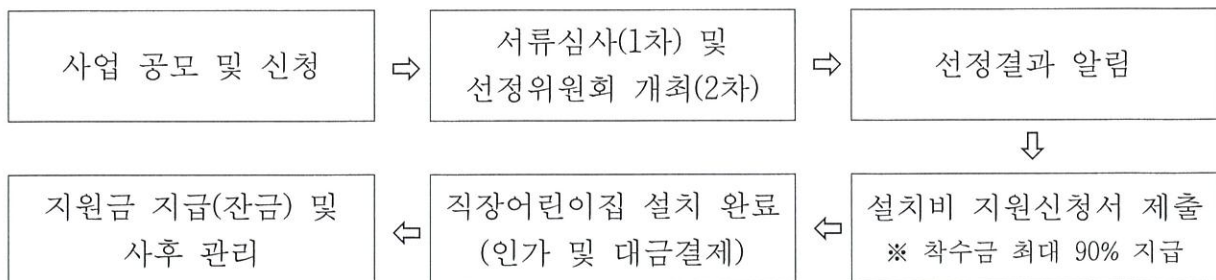 사업 공모 및 신청
⇨
서류심사(1차) 및
선정위원회 개최(2차)
⇨
선정결과 알림
⇩
설치비 지원신청서 제출
※ 착수금 최대 90% 지급
⇦
직장어린이집 설치 완료
(인가 및 대금결제)
⇦
지원금 지급(잔금) 및
사후 관리